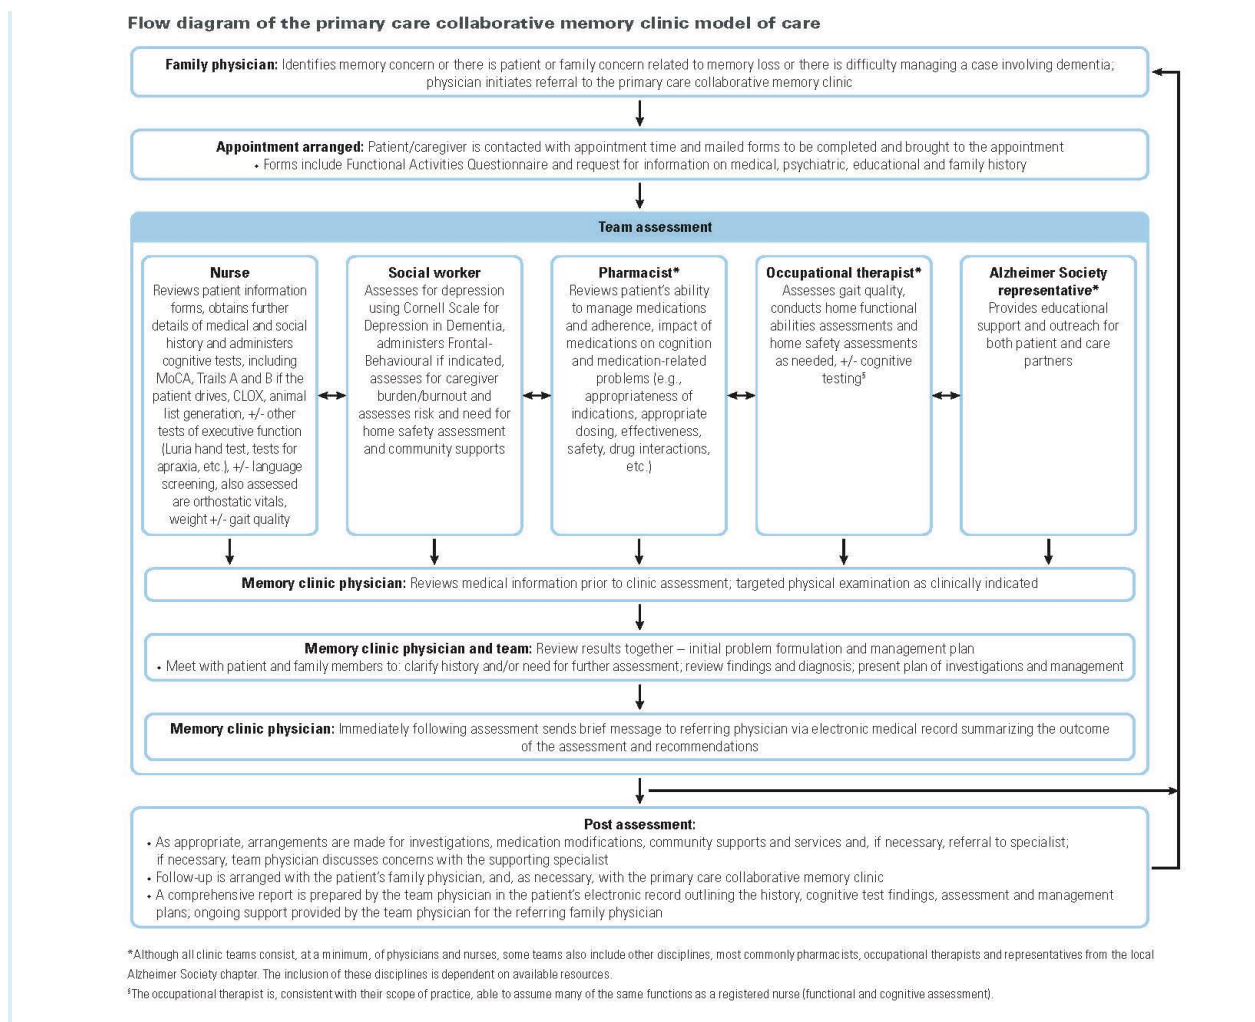 Flow diagram of the primary care collaborative memory clinic model of care
Family physician: Identifies memory concern or there is patient or family concern related to memory loss or there is difficulty managing a case involving dementia;
physician initiates referral to the primary care collaborative memory clinic
Appointment arranged: Patient/caregiver is contacted with appointment time and mailed forms to be completed and brought to the appointment
• Forms include Functional Activities Questionnaire and request for information on medical, psychiatric, educational and family history
Team assessment
Nurse
Reviews patient information
forms, obtains further
details of medical and social
history and administers
cognitive tests, including
MoCA, Trails A and B if the
patient drives, CLOX, animal
list generation, +/- other
tests of executive function
(Luria hand test, tests for
apraxia, etc.), +/- language
screening, also assessed
are orthostatic vitals,
weight +/- gait quality
Social worker
Assesses for depression
using Cornell Scale for
Depression in Dementia,
administers Frontal-
Behavioural if indicated,
assesses for caregiver
burden/burnout and
assesses risk and need for
home safety assessment
and community supports
Pharmacist*
Reviews patient's ability
to manage medications
and adherence, impact of
medications on cognition
and medication-related
problems (e.g.,
appropriateness of
indications, appropriate
dosing, effectiveness,
safety, drug interactions,
etc.)
Occupational therapist*
Assesses gait quality,
conducts home functional
abilities assessments and
home safety assessments
as needed, +/- cognitive
testing§
Alzheimer Society
representative*
Provides educational
support and outreach for
both patient and care
partners
Memory clinic physician: Reviews medical information prior to clinic assessment; targeted physical examination as clinically indicated
Memory clinic physician and team: Review results together – initial problem formulation and management plan
• Meet with patient and family members to: clarify history and/or need for further assessment; review findings and diagnosis; present plan of investigations and management
Memory clinic physician: Immediately following assessment sends brief message to referring physician via electronic medical record summarizing the outcome
of the assessment and recommendations
Post assessment:
• As appropriate, arrangements are made for investigations, medication modifications, community supports and services and, if necessary, referral to specialist;
if necessary, team physician discusses concerns with the supporting specialist
• Follow-up is arranged with the patient's family physician, and, as necessary, with the primary care collaborative memory clinic
• A comprehensive report is prepared by the team physician in the patient's electronic record outlining the history, cognitive test findings, assessment and management
plans; ongoing support provided by the team physician for the referring family physician
*Although all clinic teams consist, at a minimum, of physicians and nurses, some teams also include other disciplines, most commonly pharmacists, occupational therapists and representatives from the local
Alzheimer Society chapter. The inclusion of these disciplines is dependent on available resources.
§The occupational therapist is, consistent with their scope of practice, able to assume many of the same functions as a registered nurse (functional and cognitive assessment).